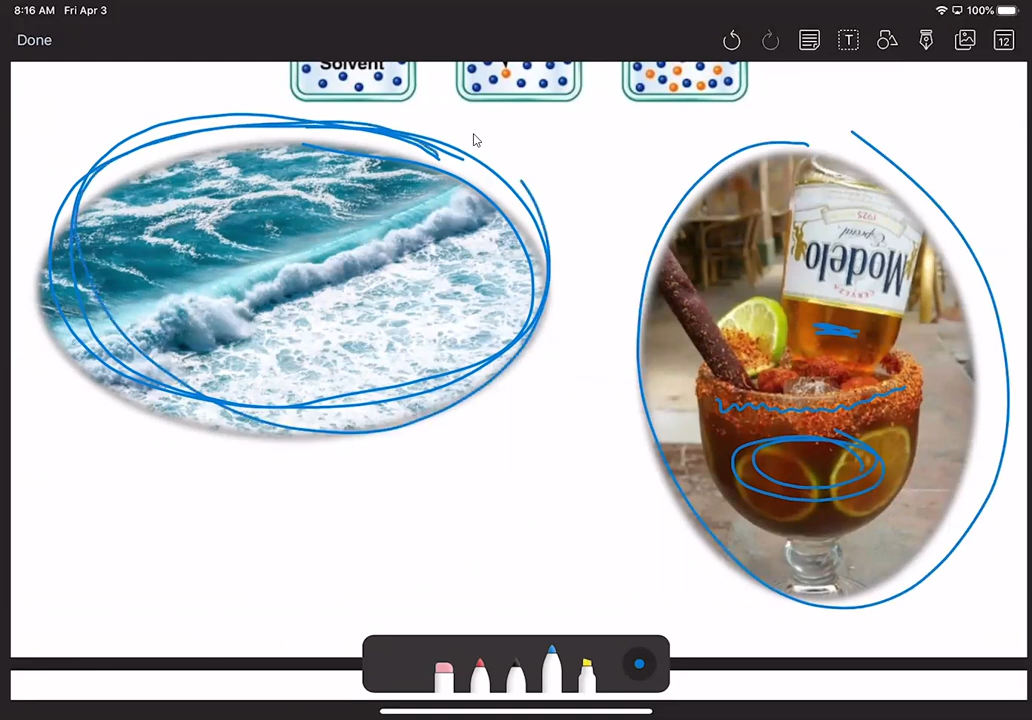 8:16 AM Fri Apr 3
100%
Done
T
12
Solvent
1925
Especial.
Modelo
CERVEZA